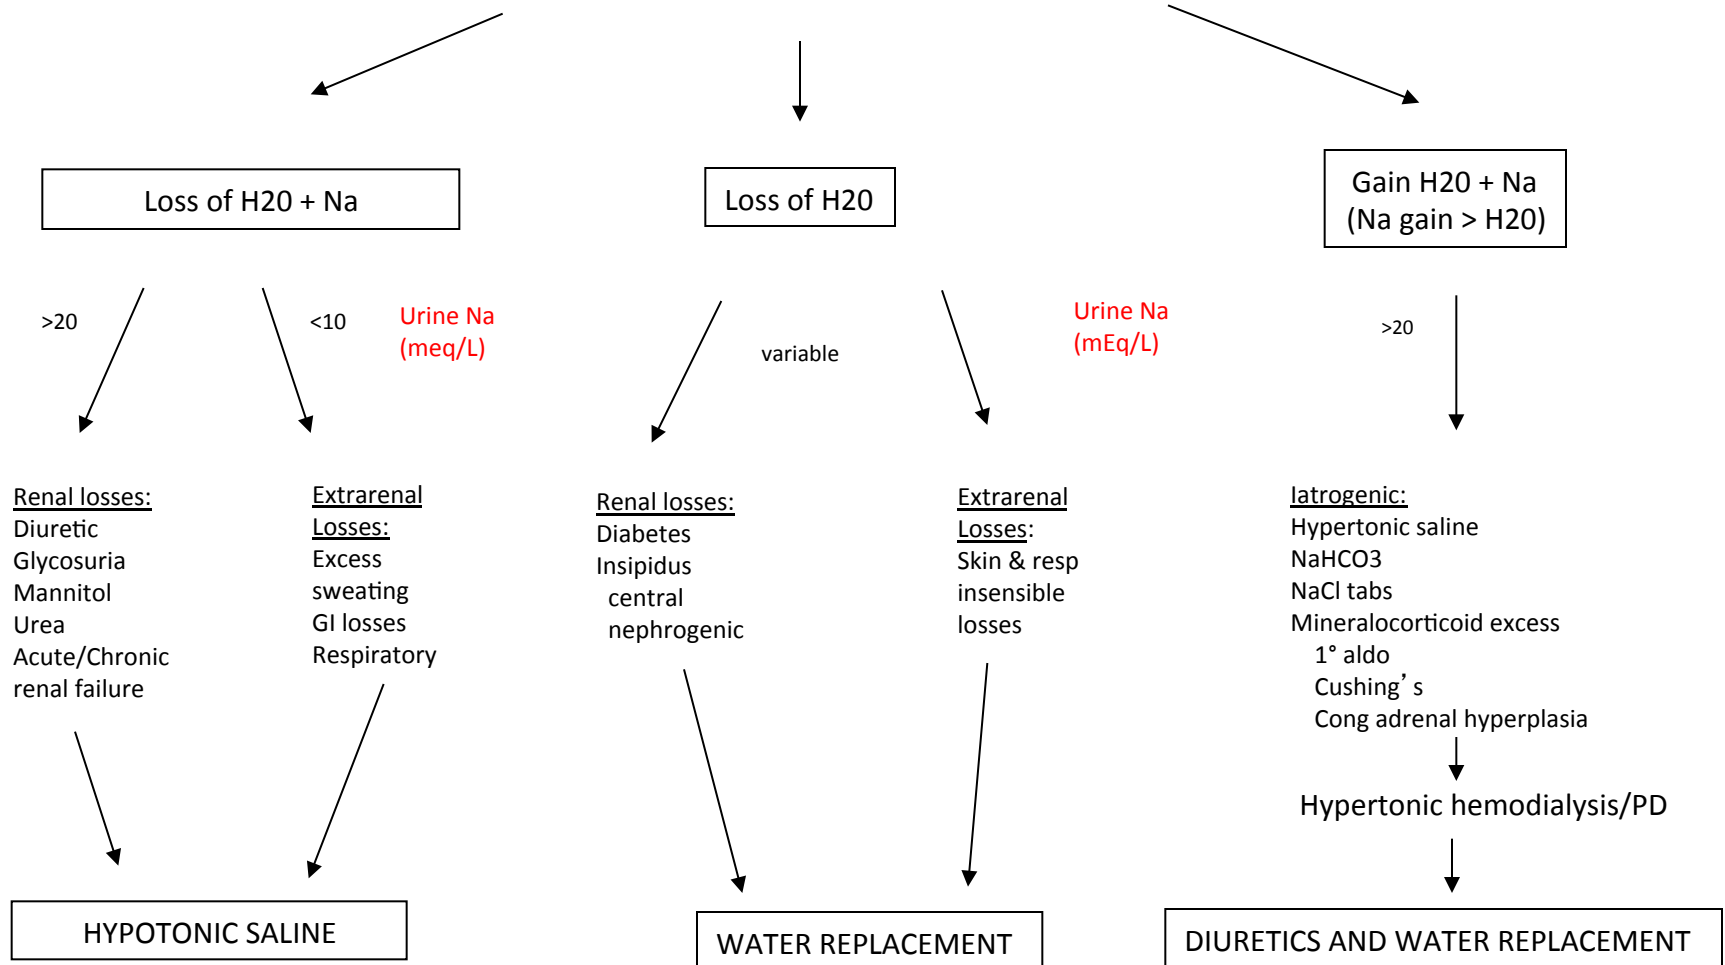 Loss of H20 + Na
Loss of H20
Gain H20 + Na
(Na gain > H20)
>20
<10
Urine Na
(meq/L)
variable
Urine Na
(mEq/L)
>20
Renal losses:
Diuretic
Glycosuria
Mannitol
Urea
Acute/Chronic
renal failure
Extrarenal
Losses:
Excess
sweating
GI losses
Respiratory
Renal losses:
Diabetes
Insipidus
central
nephrogenic
Extrarenal
Losses:
Skin & resp
insensible
losses
Iatrogenic:
Hypertonic saline
NaHCO3
NaCl tabs
Mineralocorticoid excess
1° aldo
Cushing's
Cong adrenal hyperplasia
Hypertonic hemodialysis/PD
HYPOTONIC SALINE
WATER REPLACEMENT
DIURETICS AND WATER REPLACEMENT